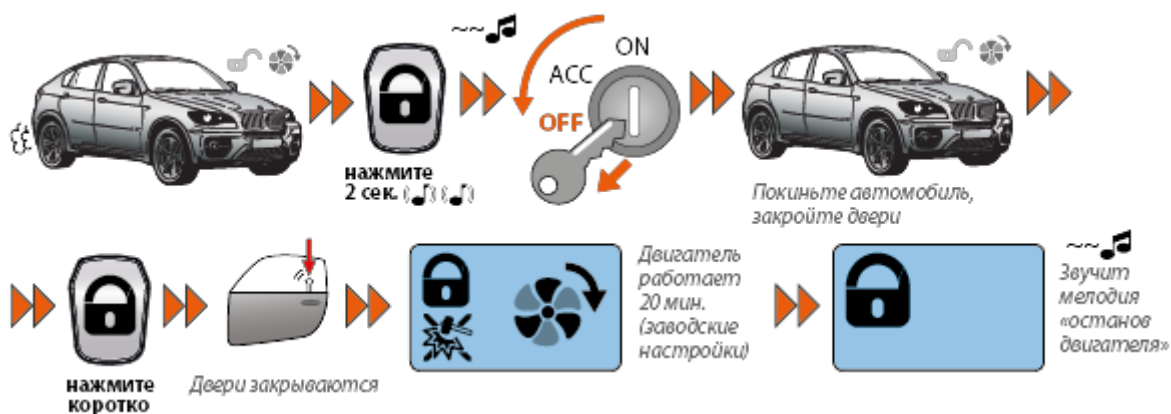 ON
ACC
OFF
нажмите
2 сек.
Покиньте автомобиль,
закройте двери
нажмите
коротко
Двери закрываются
Двигатель
работает
20 мин.
(заводские
настройки)
Звучит
мелодия
«останов
двигателя»